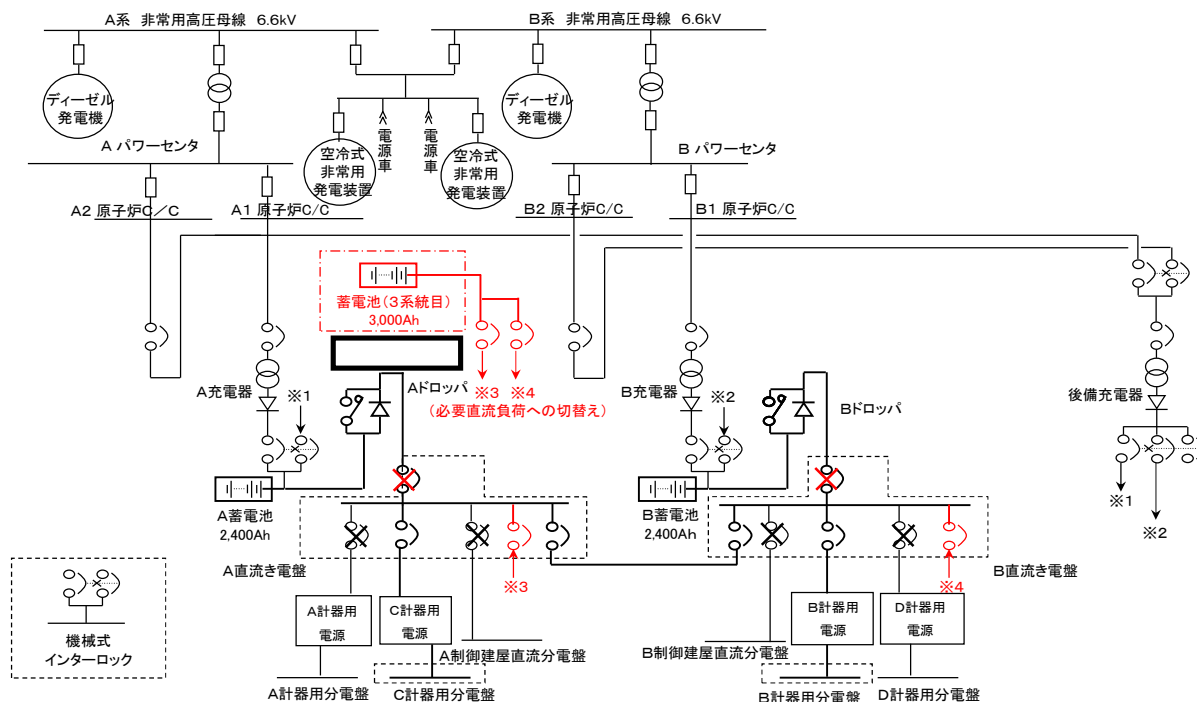 A系 非常用高圧母線 6.6kV
B系 非常用高圧母線 6.6kV
ディーゼル
発電機
空冷式
非常用
発電装置
電源車
電源車
空冷式
非常用
発電装置
ディーゼル
発電機
A パワーセンタ
B パワーセンタ
A2 原子炉C/C
A1 原子炉C/C
B2 原子炉C/C
B1 原子炉C/C
蓄電池(3系統目)
3,000Ah
※3
※4
(必要直流負荷への切替え)
A充電器
※1
Aドロッパ
B充電器
※2
Bドロッパ
後備充電器
※1
※2
A蓄電池
2,400Ah
B蓄電池
2,400Ah
A直流き電盤
※3
B直流き電盤
※4
A計器用
電源
C計器用
電源
A制御建屋直流分電盤
B計器用
電源
D計器用
電源
B制御建屋直流分電盤
A計器用分電盤
C計器用分電盤
B計器用分電盤
D計器用分電盤
機械式
インターロック